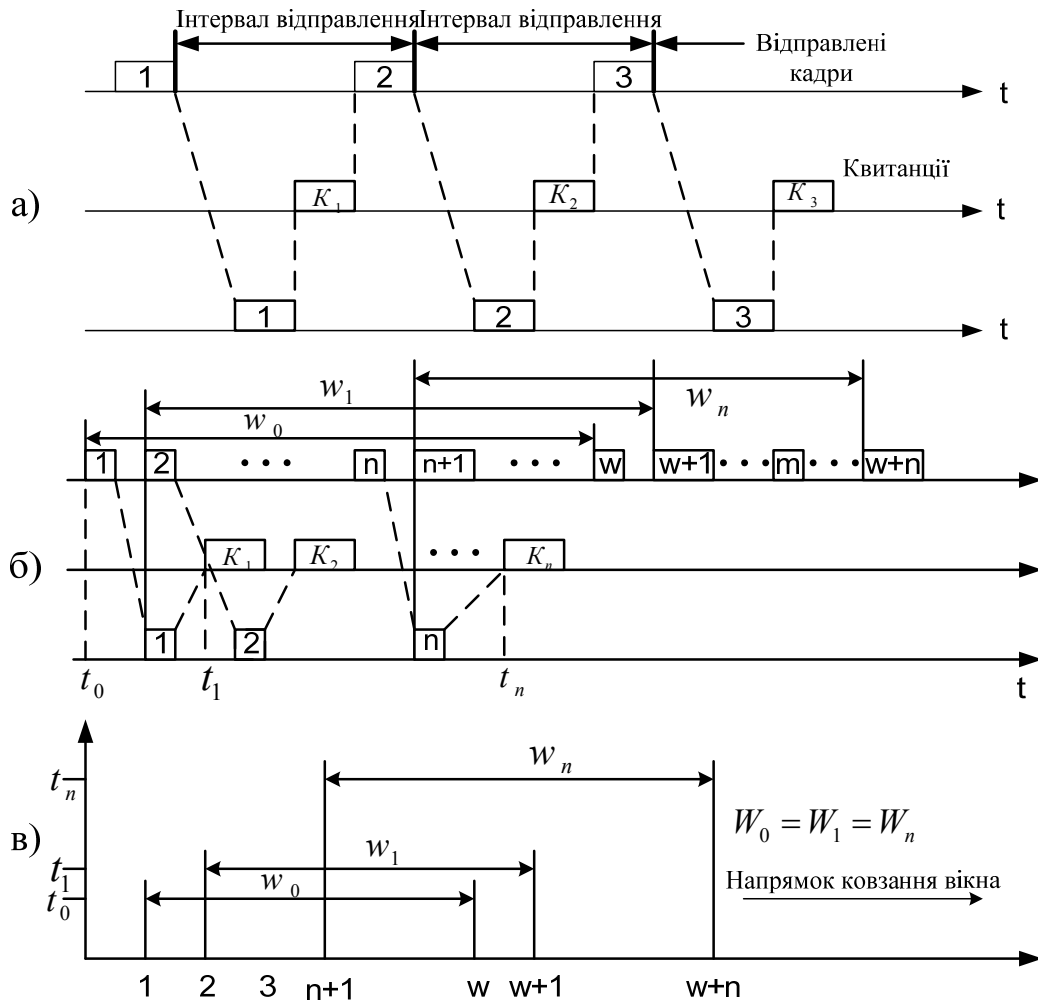 Інтервал відправлення Інтервал відправлення
Відправлені
кадри
1 2 3 t
Квитанції
а) K₁ K₂ K₃ t
1 2 3 t
w₁ wₙ
w₀
1 2 • • • n n+1 • • • w w+1 • • • m • • • w+n
б) K₁ K₂ • • • Kₙ
1 2 n
t₀ t₁ tₙ t
tₙ wₙ
W₀ = W₁ = Wₙ
в)
t₁ w₁
t₀ w₀ Напрямок ковзання вікна
1 2 3 n+1 w w+1 w+n